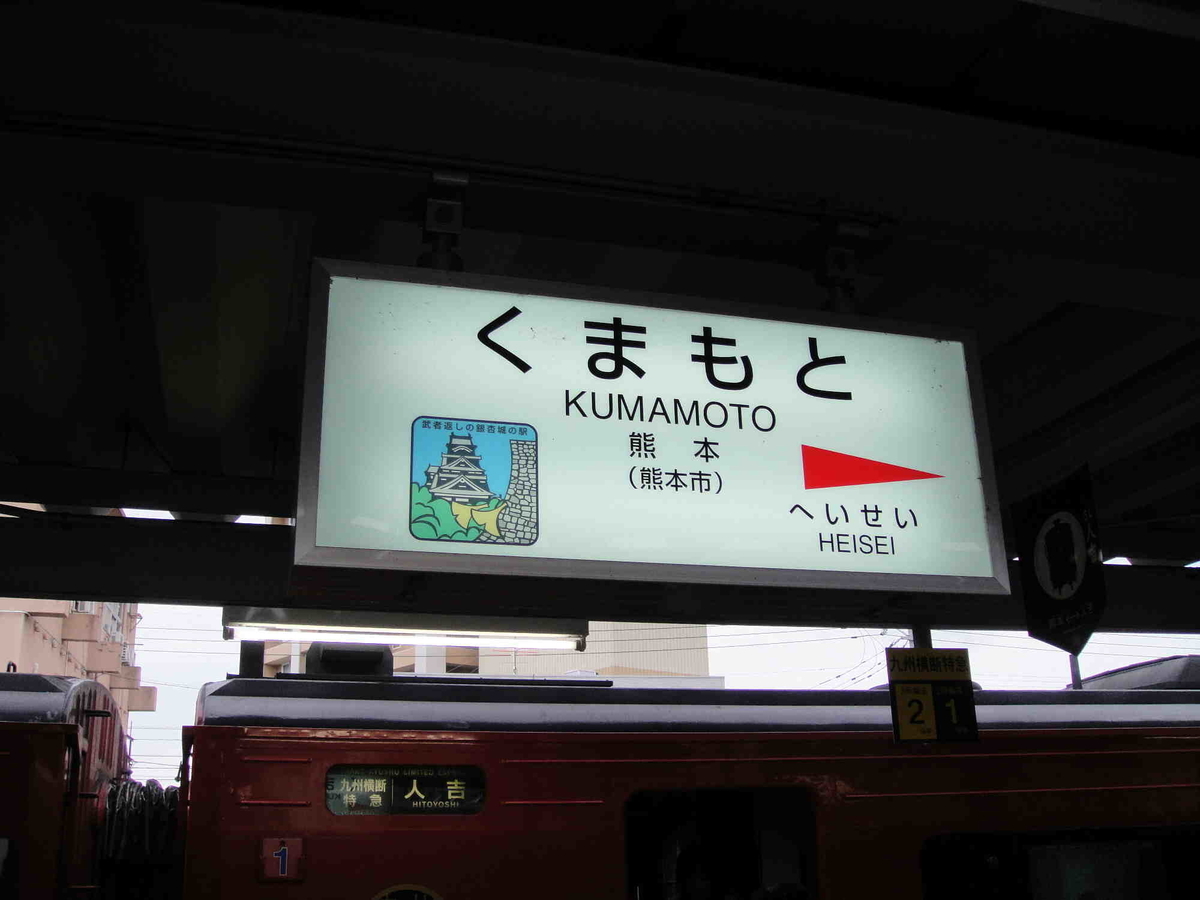 くまもと
KUMAMOTO
熊本
(熊本市)
武者返しの銀杏城の駅
へいせい
HEISEI
九州横断特急
2 1
九州横断
特急
人吉
HITOYOSHI
1